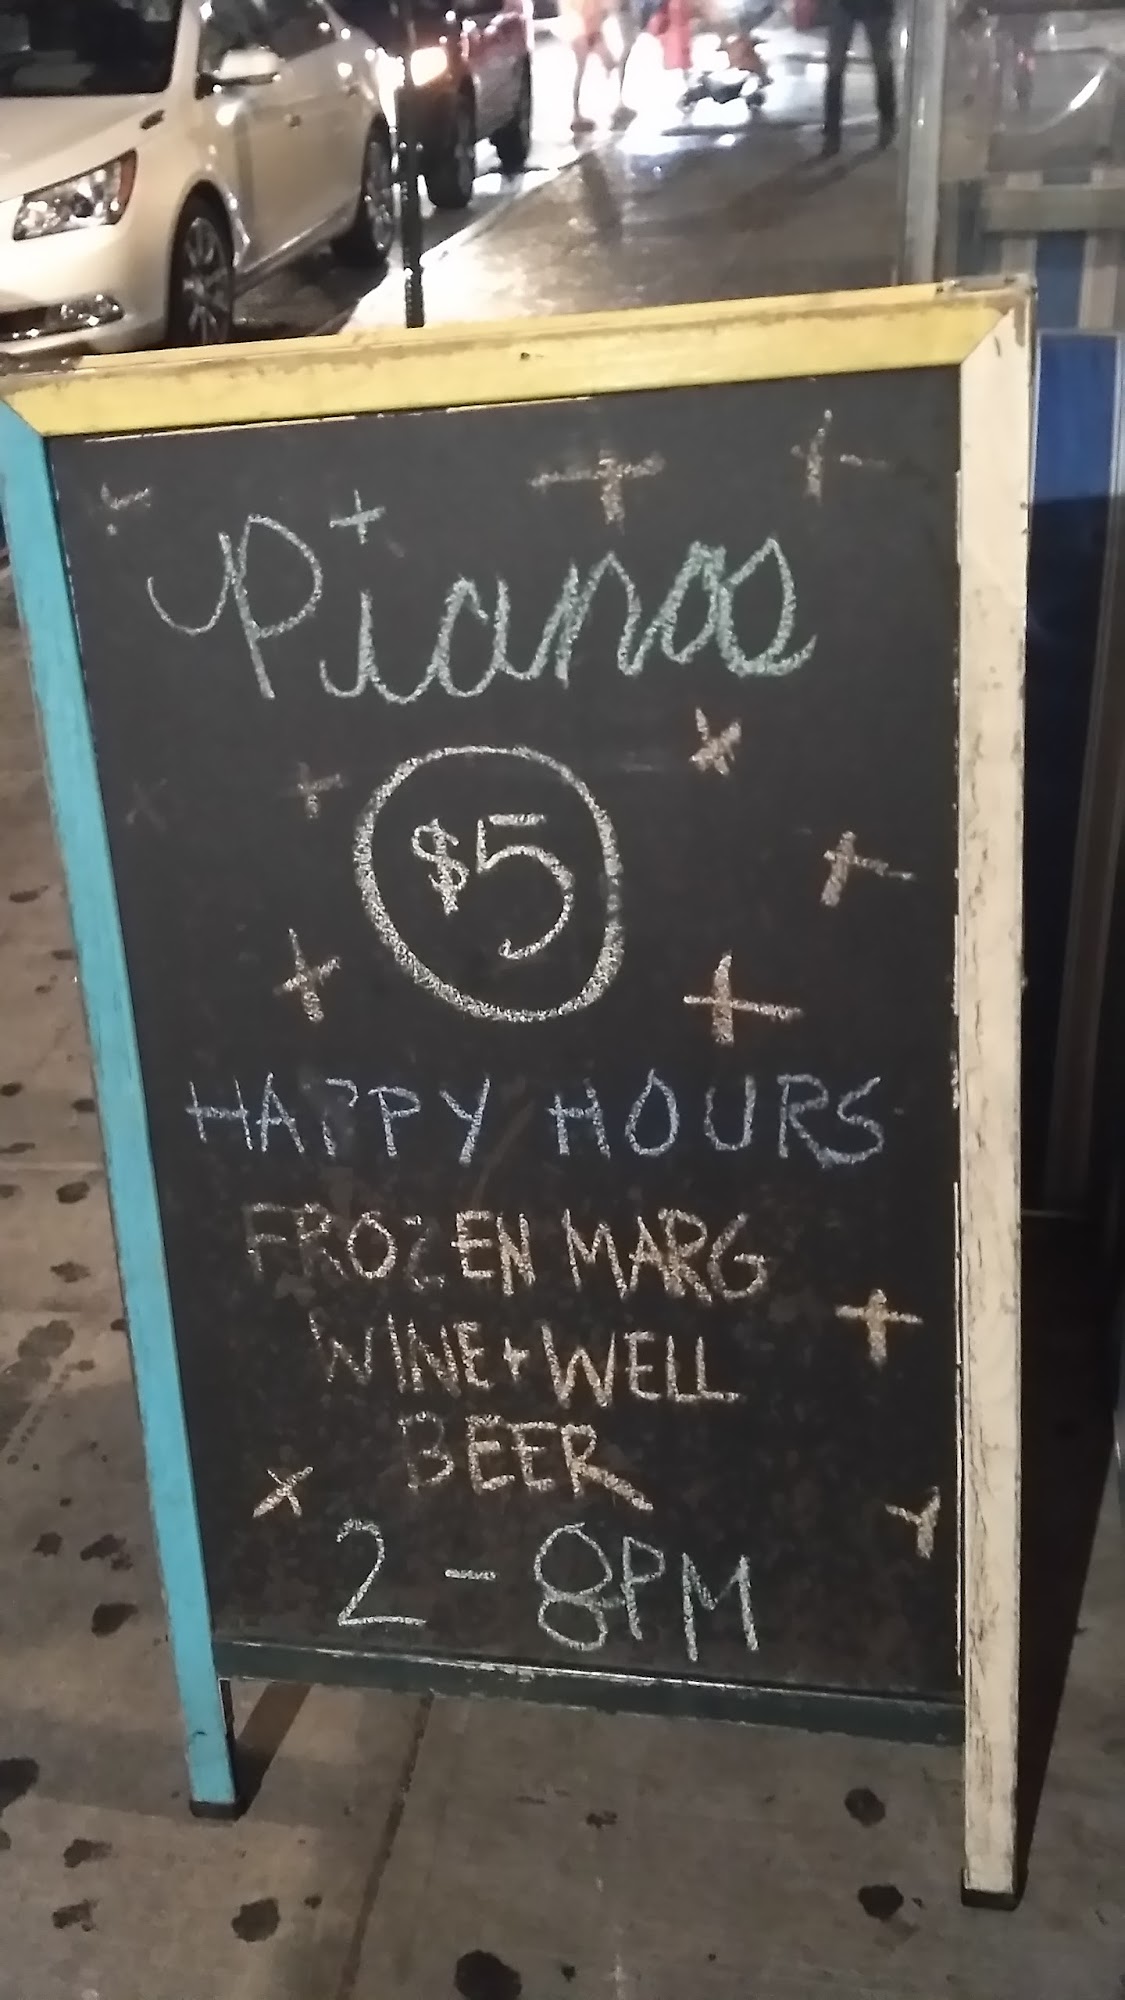 Pianos
$5
HAPPY HOURS
FROZEN MARG
WINE + WELL
BEER
2 - 8PM